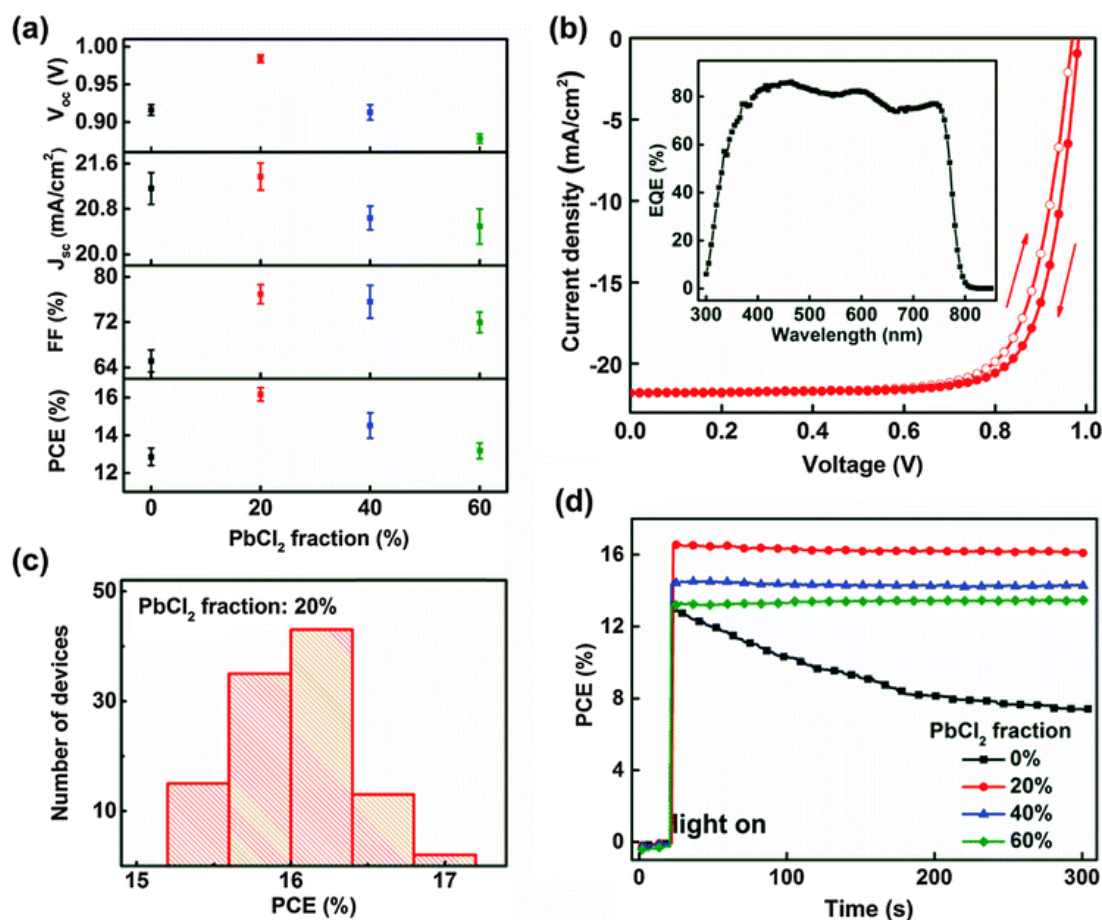 (a)
1.00
0.95
0.90
V_oc (V)
21.6
20.8
20.0
J_sc (mA/cm²)
80
72
64
FF (%)
16
14
12
PCE (%)
0 20 40 60
PbCl₂ fraction (%)
(b)
0
-5
-10
-15
-20
Current density (mA/cm²)
0.0 0.2 0.4 0.6 0.8 1.0
Voltage (V)
80
60
40
20
0
EQE (%)
300 400 500 600 700 800
Wavelength (nm)
(c)
PbCl₂ fraction: 20%
50
30
10
Number of devices
15 16 17
PCE (%)
(d)
16
12
8
4
0
PCE (%)
light on
PbCl₂ fraction
0%
20%
40%
60%
0 100 200 300
Time (s)